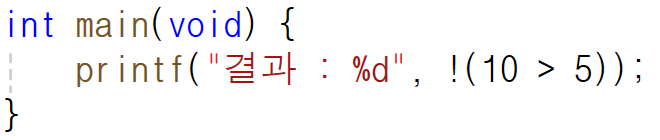 int main(void) {
    printf("결과 : %d", !(10 > 5));
}